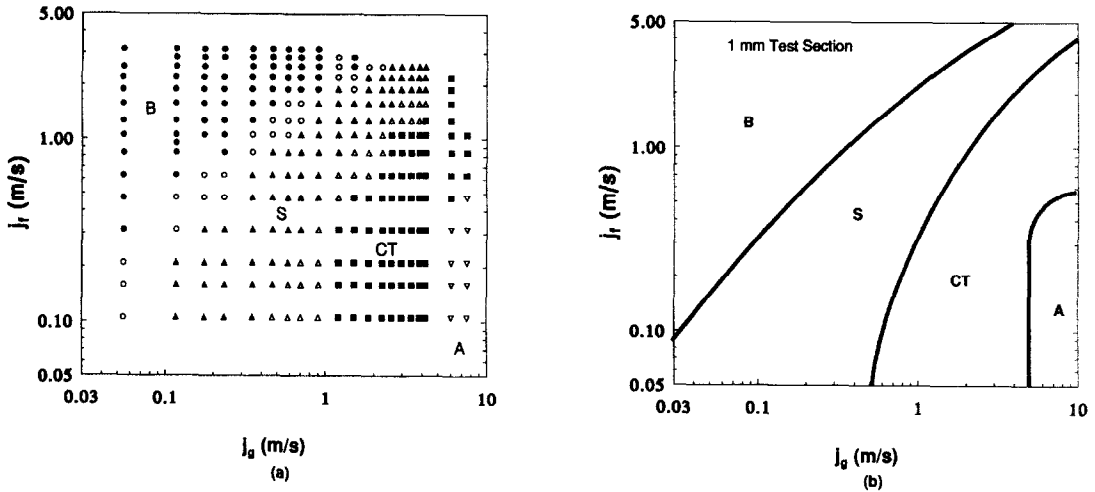 5.00
1.00
0.10
0.05
0.03
0.1
1
10
j_f (m/s)
j_g (m/s)
B
S
CT
A
(a)
5.00
1.00
0.10
0.05
0.03
0.1
1
10
j_f (m/s)
j_g (m/s)
1 mm Test Section
B
S
CT
A
(b)